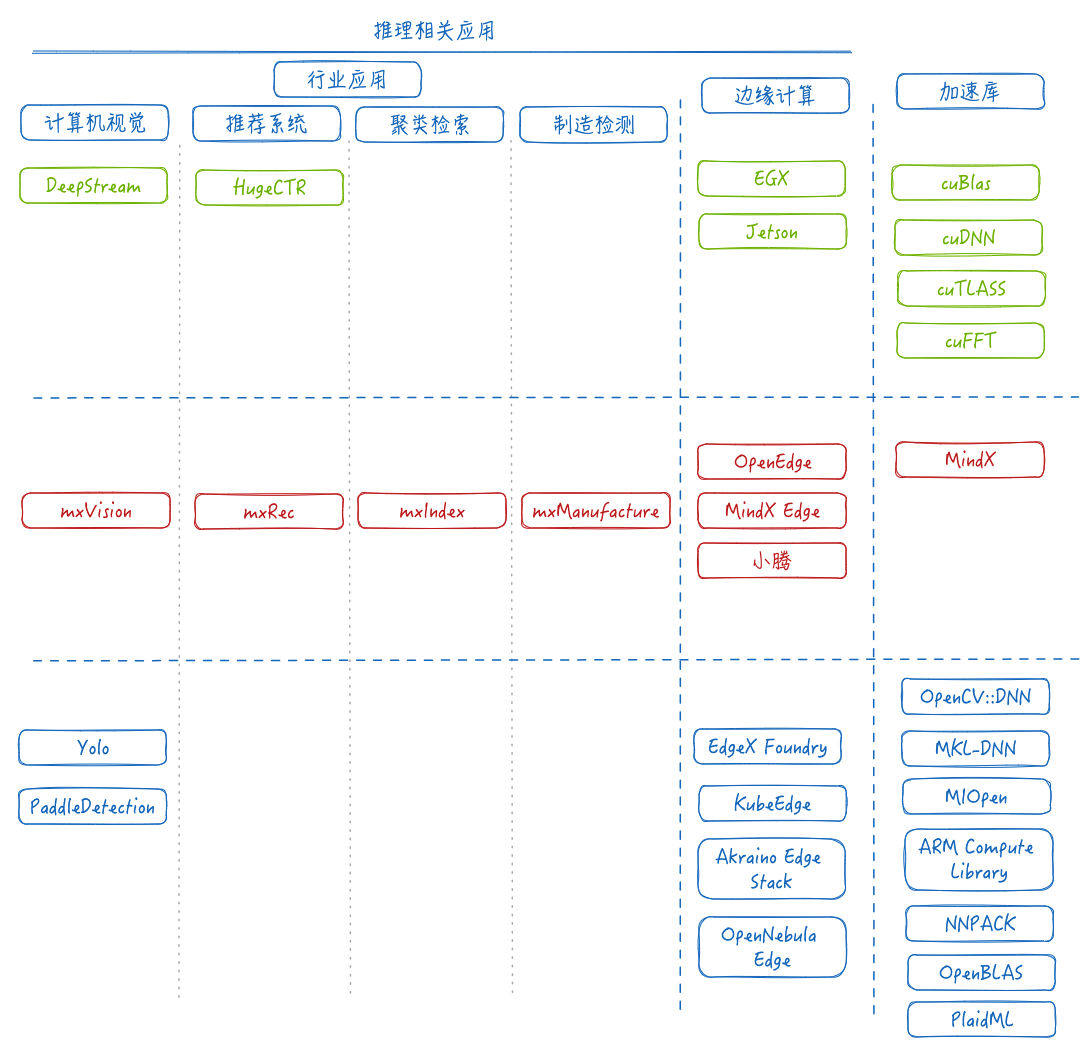 推理相关应用
行业应用
边缘计算
加速库
计算机视觉
推荐系统
聚类检索
制造检测
DeepStream
HugeCTR
EGX
Jetson
cuBlas
cuDNN
cuTLASS
cuFFT
mxVision
mxRec
mxIndex
mxManufacture
OpenEdge
MindX Edge
小腾
MindX
Yolo
PaddleDetection
EdgeX Foundry
KubeEdge
Akraino Edge
Stack
OpenNebula
Edge
OpenCV::DNN
MKL-DNN
MIOpen
ARM Compute
Library
NNPACK
OpenBLAS
PlaidML